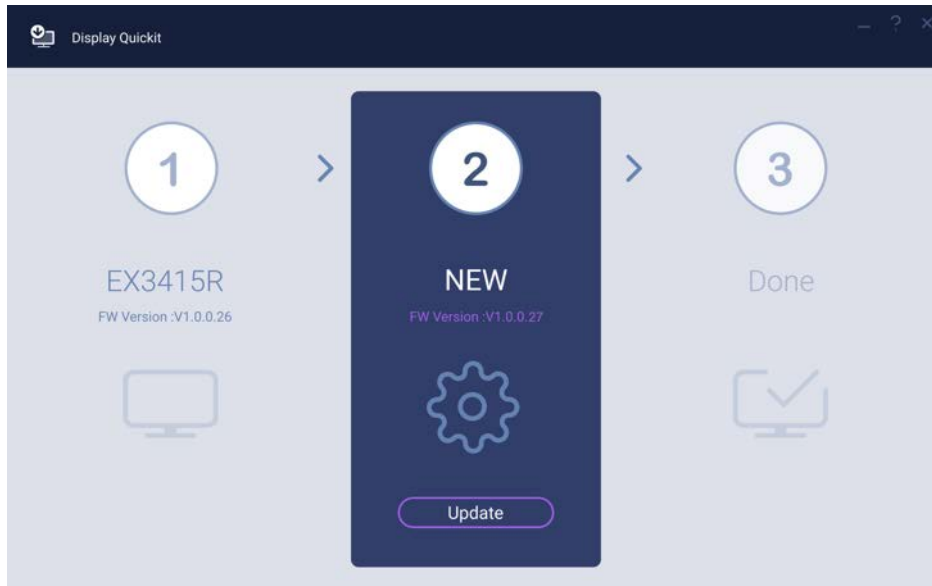 Display Quickit
1
2
3
EX3415R
NEW
Done
FW Version :V1.0.0.26
FW Version :V1.0.0.27
Update